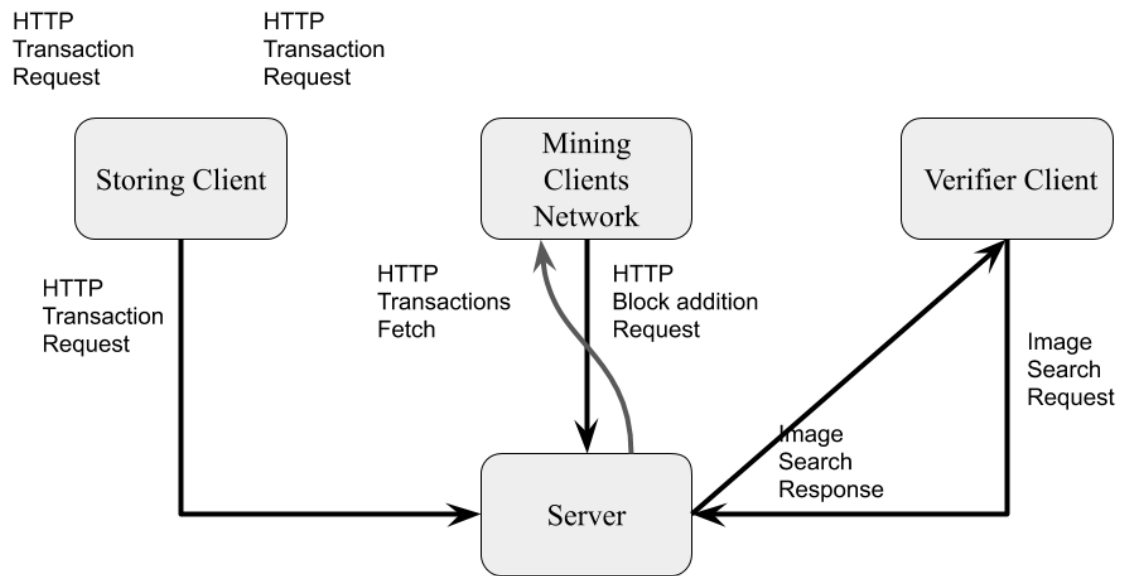 HTTP
Transaction
Request
HTTP
Transaction
Request
Storing Client
Mining
Clients
Network
Verifier Client
HTTP
Transaction
Request
HTTP
Transactions
Fetch
HTTP
Block addition
Request
Image
Search
Request
Image
Search
Response
Server